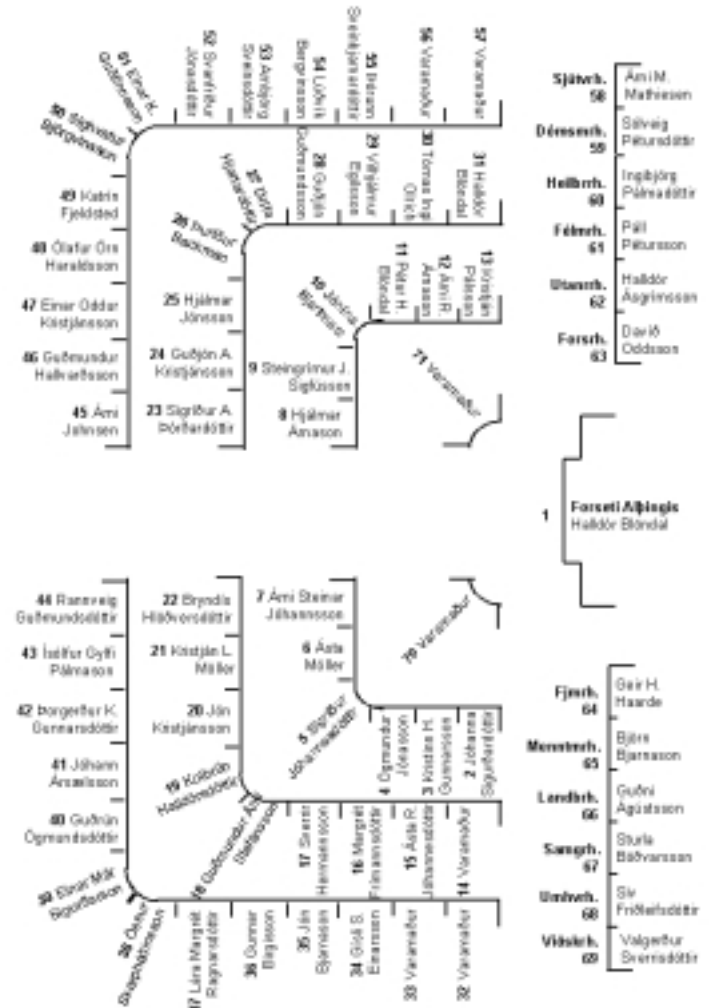 51 Einar K.
Guðfinnsson
52 Svanfríður
Jónasdóttir
53 Arnbjörg
Sveinsdóttir
54 Lúðvík
Bergvinsson
55 Þórunn
Sveinbjarnardóttir
56 Varamaður
57 Varamaður
50 Sighvatur
Björgvinsson
49 Katrín
Fjeldsted
48 Ólafur Örn
Haraldsson
47 Einar Oddur
Kristjánsson
46 Guðmundur
Hallvarðsson
45 Árni
Johnsen
27 Drífa
Hjartardóttir
28 Guðjón
Guðmundsson
29 Vilhjálmur
Egilsson
30 Tómas Ingi
Olrich
31 Halldór
Blöndal
26 Þuríður
Backman
25 Hjálmar
Jónsson
24 Guðjón A.
Kristjánsson
23 Sigríður A.
Þórðardóttir
10 Jónína
Bjartmarz
11 Pétur H.
Blöndal
12 Árni R.
Árnason
13 Kristján
Pálsson
9 Steingrímur J.
Sigfússon
8 Hjálmar
Árnason
71 Varamaður
Sjútvrh.
58
Árni M.
Mathiesen
Dómsmrh.
59
Sólveig
Pétursdóttir
Heilbrrh.
60
Ingibjörg
Pálmadóttir
Félmrh.
61
Páll
Pétursson
Utanrrh.
62
Halldór
Ásgrímsson
Forsrh.
63
Davíð
Oddsson
1
Forseti Alþingis
Halldór Blöndal
44 Rannveig
Guðmundsdóttir
43 Ísólfur Gylfi
Pálmason
42 Þorgerður K.
Gunnarsdóttir
41 Jóhann
Ársælsson
40 Guðrún
Ögmundsdóttir
39 Einar Már
Sigurðarson
38 Össur
Skarphéðinsson
37 Lára Margrét
Ragnarsdóttir
36 Gunnar
Birgisson
35 Jón
Bjarnason
34 Gísli S.
Einarsson
33 Varamaður
32 Varamaður
22 Bryndís
Hlöðversdóttir
21 Kristján L.
Möller
20 Jón
Kristjánsson
19 Kolbrún
Halldórsdóttir
18 Guðmundur Árni
Stefánsson
17 Sverrir
Hermannsson
16 Margrét
Frímannsdóttir
15 Ásta R.
Jóhannesdóttir
14 Varamaður
7 Árni Steinar
Jóhannsson
6 Ásta
Möller
5 Sigríður
Jóhannesdóttir
4 Ögmundur
Jónasson
3 Kristinn H.
Gunnarsson
2 Jóhanna
Sigurðardóttir
70 Varamaður
Fjmrh.
64
Geir H.
Haarde
Menntmrh.
65
Björn
Bjarnason
Landbrh.
66
Guðni
Ágústsson
Samgrh.
67
Sturla
Böðvarsson
Umhvrh.
68
Siv
Friðleifsdóttir
Viðskrh.
69
Valgerður
Sverrisdóttir